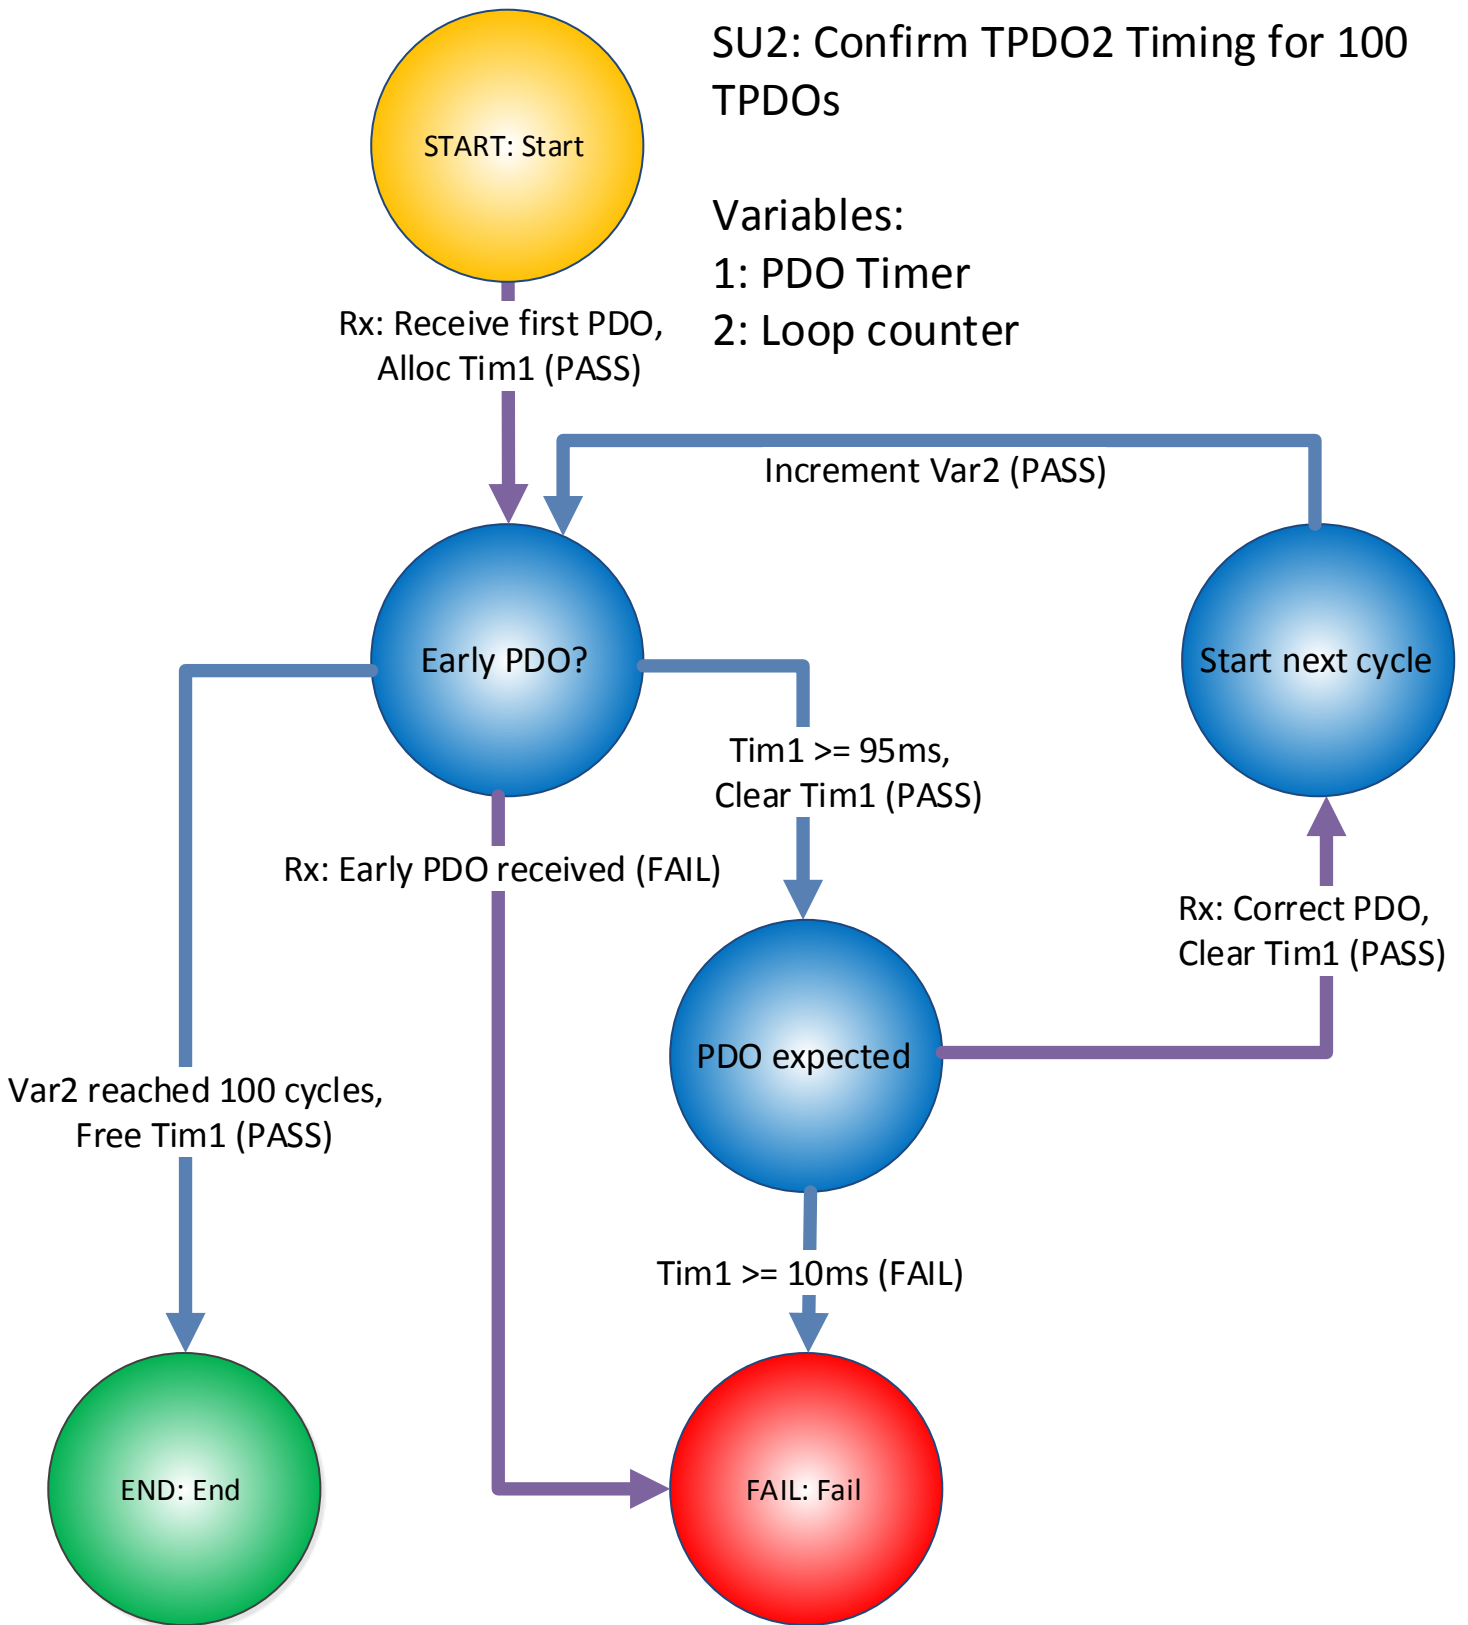 SU2: Confirm TPDO2 Timing for 100
TPDOs
START: Start
Variables:
1: PDO Timer
2: Loop counter
Rx: Receive first PDO,
Alloc Tim1 (PASS)
Increment Var2 (PASS)
Early PDO?
Start next cycle
Tim1 >= 95ms,
Clear Tim1 (PASS)
Rx: Early PDO received (FAIL)
Rx: Correct PDO,
Clear Tim1 (PASS)
PDO expected
Var2 reached 100 cycles,
Free Tim1 (PASS)
Tim1 >= 10ms (FAIL)
END: End
FAIL: Fail